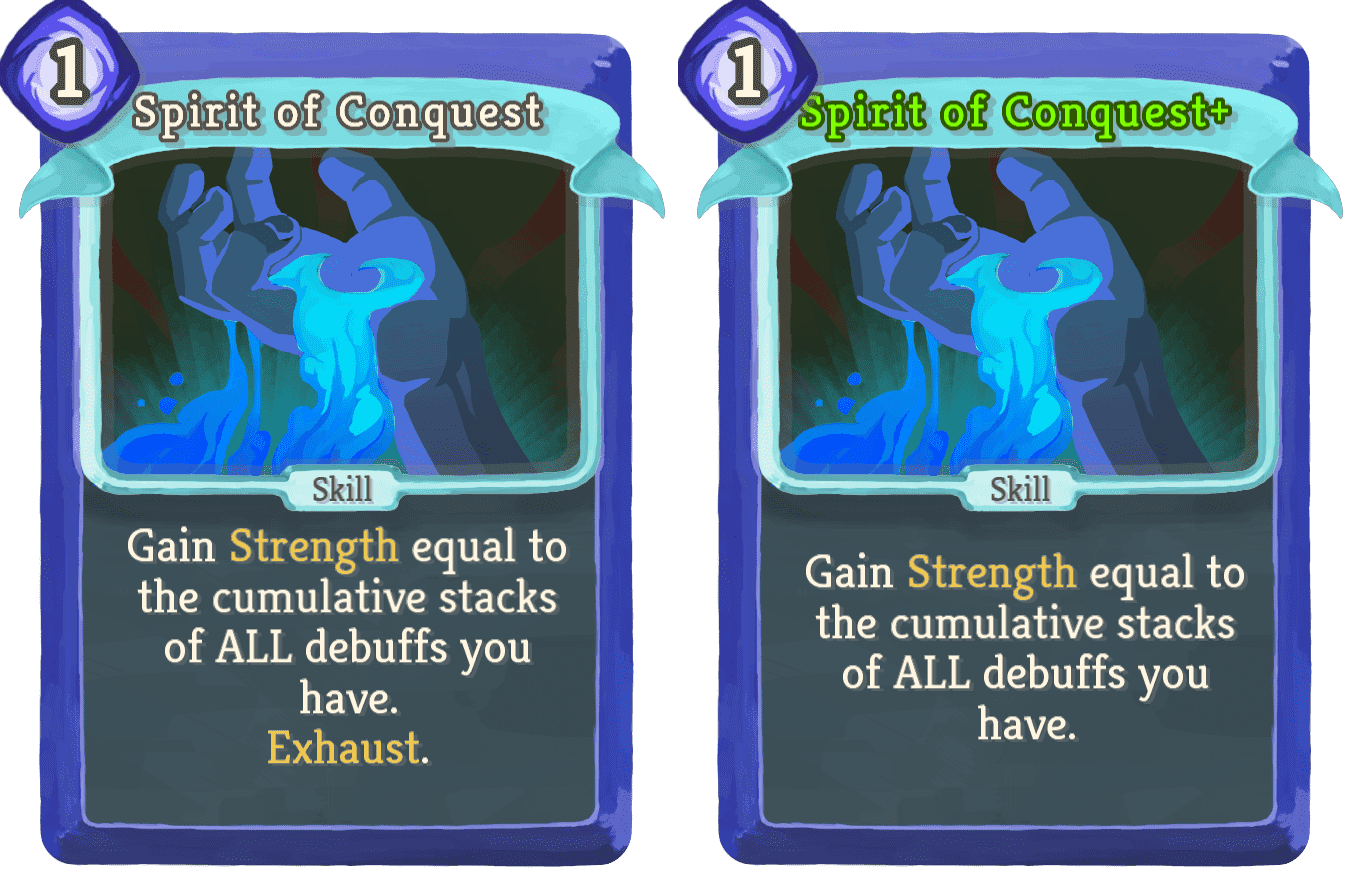 1
Spirit of Conquest
Skill
Gain Strength equal to
the cumulative stacks
of ALL debuffs you
have.
Exhaust.
1
Spirit of Conquest+
Skill
Gain Strength equal to
the cumulative stacks
of ALL debuffs you
have.